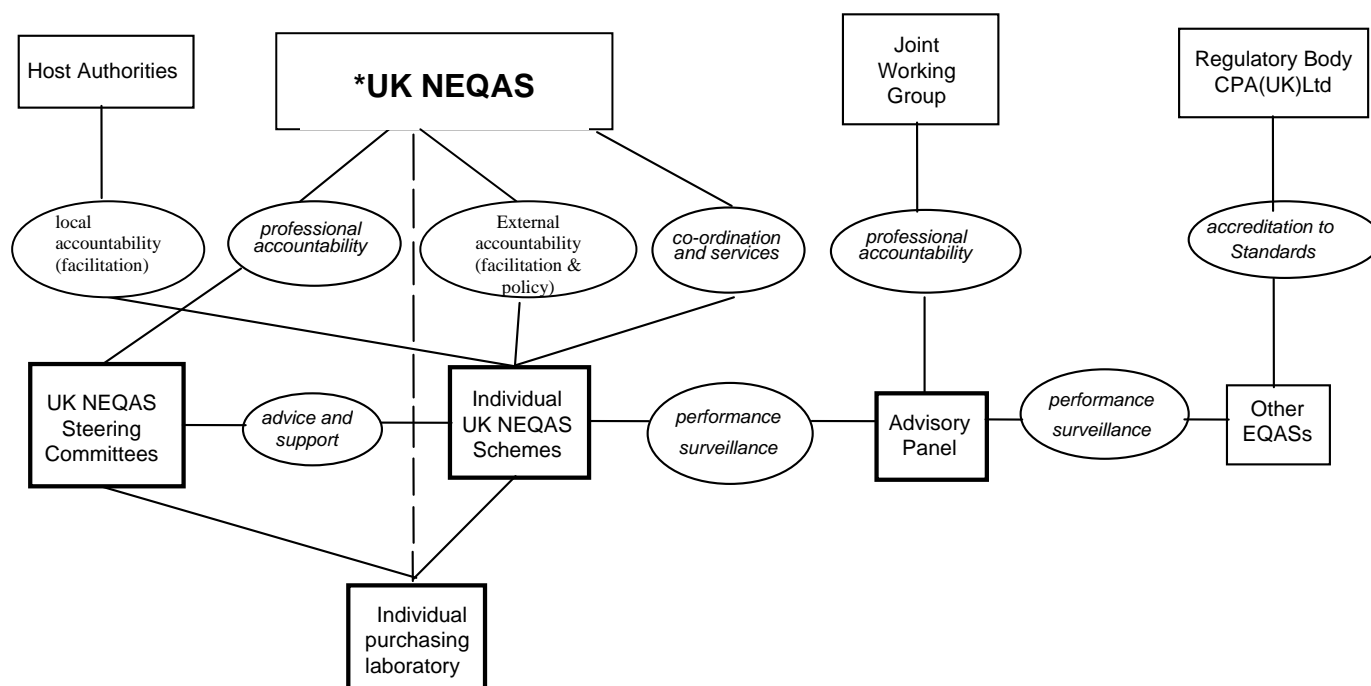 Host Authorities
*UK NEQAS
Joint
Working
Group
Regulatory Body
CPA(UK)Ltd
local
accountability
(facilitation)
professional
accountability
External
accountability
(facilitation &
policy)
co-ordination
and services
professional
accountability
accreditation to
Standards
UK NEQAS
Steering
Committees
advice and
support
Individual
UK NEQAS
Schemes
performance
surveillance
Advisory
Panel
performance
surveillance
Other
EQASs
Individual
purchasing
laboratory